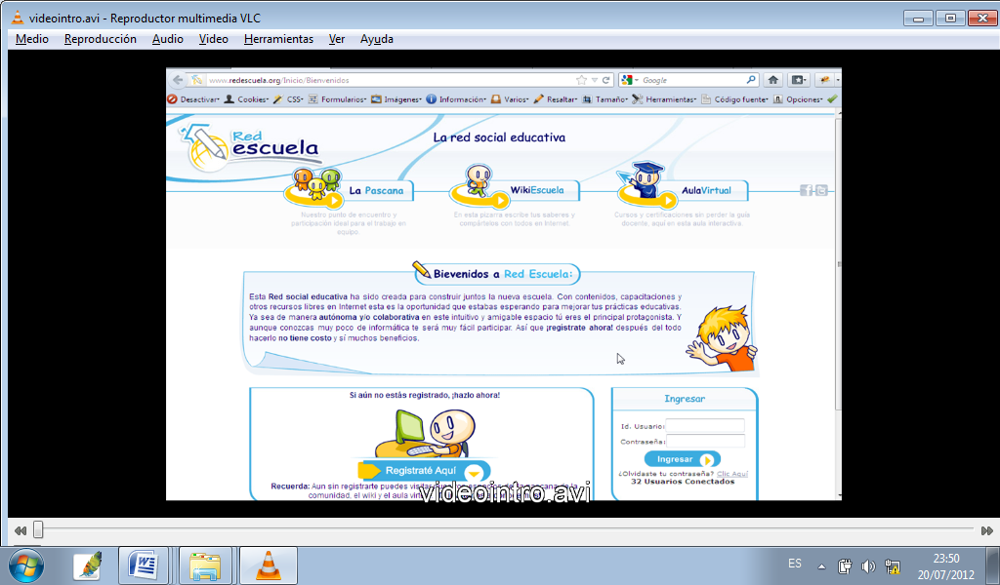 videointro.avi - Reproductor multimedia VLC
Medio Reproducción Audio Video Herramientas Ver Ayuda
www.redescuela.org/Inicio/Bienvenidos Google
Desactivar Cookies CSS Formularios Imágenes Información Varios Resaltar Tamaño Herramientas Código fuente Opciones
Red
escuela
La red social educativa
La Pascana WikiEscuela AulaVirtual
Nuestro punto de encuentro y
participación ideal para el trabajo en
equipo
En esta pizarra escribe tus saberes y
compártelos con todos en Internet.
Cursos y certificaciones sin perder la guía
docente, aquí en esta aula interactiva.
Bievenidos a Red Escuela:
Esta Red social educativa ha sido creada para construir juntos la nueva escuela. Con contenidos, capacitaciones y
otros recursos libres en Internet esta es la oportunidad que estabas esperando para mejorar tus prácticas educativas.
Ya sea de manera autónoma y/o colaborativa en este intuitivo y amigable espacio tú eres el principal protagonista. Y
aunque conozcas muy poco de informática te será muy fácil participar. Así que ¡registrate ahora! después del todo
hacerlo no tiene costo y sí muchos beneficios.
Si aún no estás registrado, ¡hazlo ahora!
Registraté Aquí
Recuerda: Aun sin registrarte puedes
comunidad, el wiki y el aula
Ingresar
Id. Usuario:
Contraseña:
Ingresar
¿Olvidaste tu contraseña? Clic Aquí
32 Usuarios Conectados
videointro.avi
ES
23:50
20/07/2012